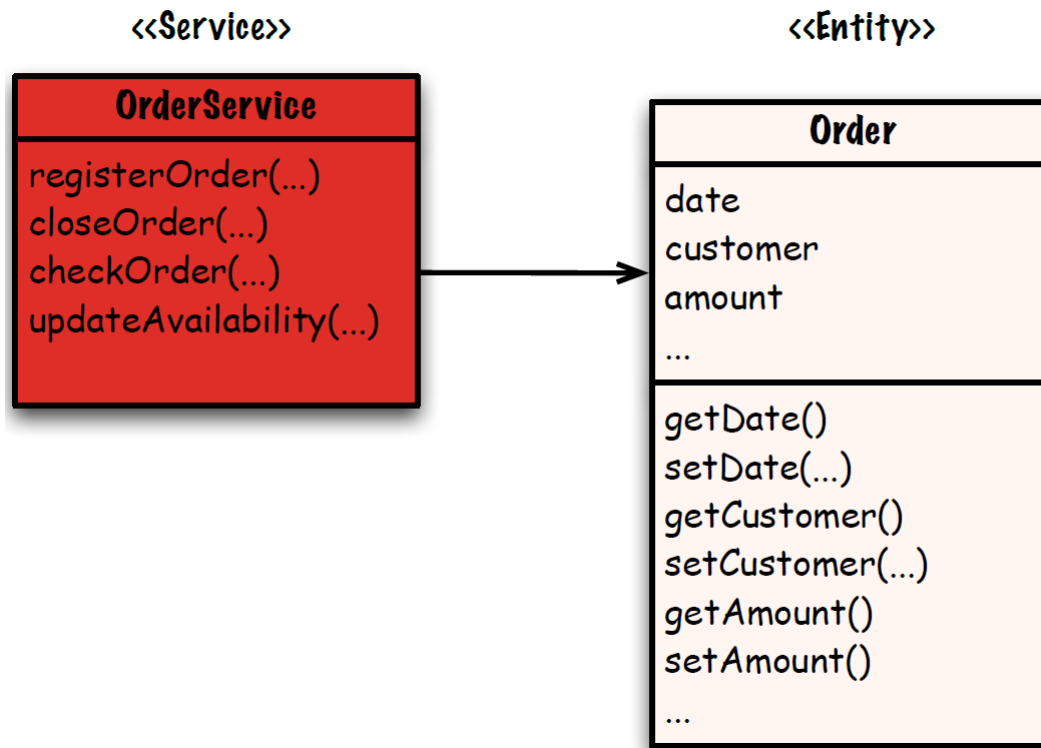 <<Service>>
OrderService
registerOrder(...)
closeOrder(...)
checkOrder(...)
updateAvailability(...)
<<Entity>>
Order
date
customer
amount
...
getDate()
setDate(...)
getCustomer()
setCustomer(...)
getAmount()
setAmount()
...